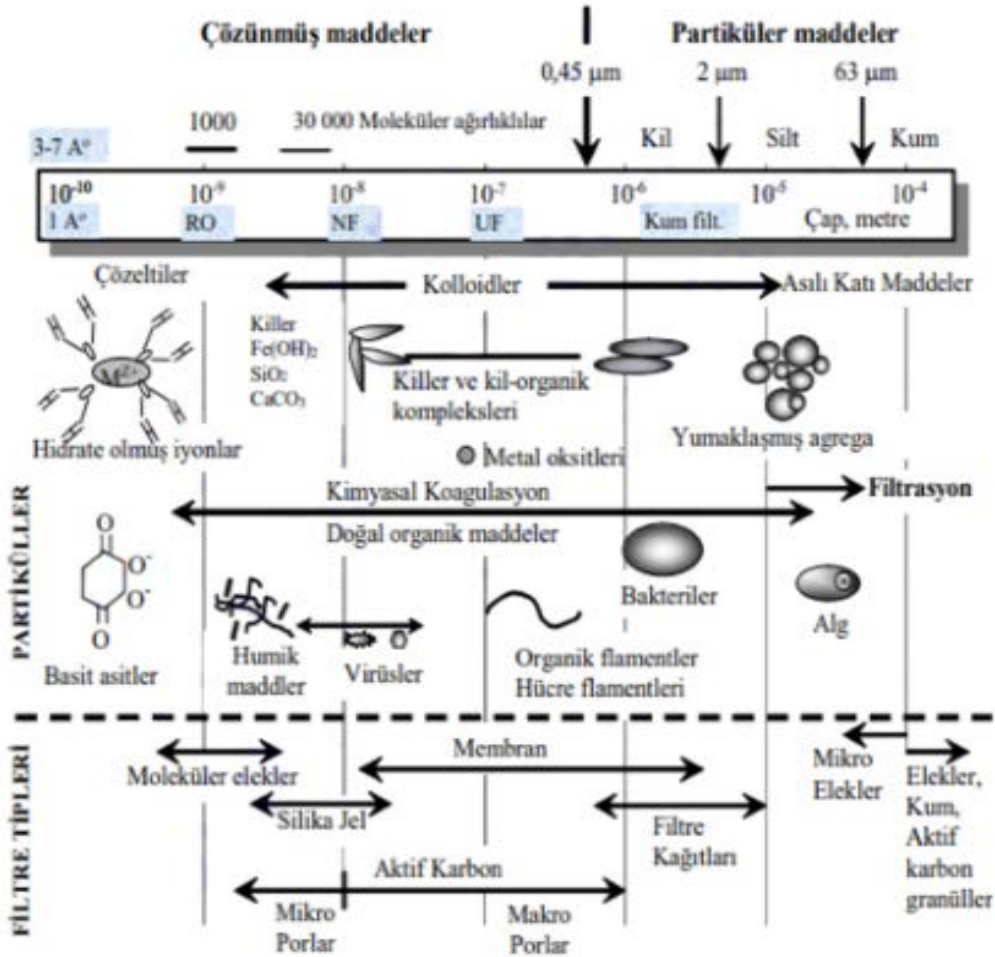 Çözünmüş maddeler
Partiküler maddeler
0,45 µm
2 µm
63 µm
1000
30 000 Moleküler ağırlıklılar
3-7 A°
Kil
Silt
Kum
10⁻¹⁰
10⁻⁹
10⁻⁸
10⁻⁷
10⁻⁶
10⁻⁵
10⁻⁴
1 A°
RO
NF
UF
Kum filt.
Çap, metre
Çözeltiler
Kolloidler
Asılı Katı Maddeler
Killer
Fe(OH)₂
SiO₂
CaCO₃
Killer ve kil-organik
kompleksleri
Hidrate olmuş iyonlar
Metal oksitleri
Yumaklaşmış agrega
PARTİKÜLLER
Kimyasal Koagulasyon
Filtrasyon
Doğal organik maddeler
O
O⁻
O⁻
O
Bakteriler
Alg
Basit asitler
Humik
maddler
Virüsler
Organik flamentler
Hücre flamentleri
FİLTRE TİPLERİ
Membran
Moleküler elekler
Mikro
Elekler
Elekler,
Kum,
Aktif
karbon
granüller
Silika Jel
Filtre
Kağıtları
Aktif Karbon
Mikro
Porlar
Makro
Porlar